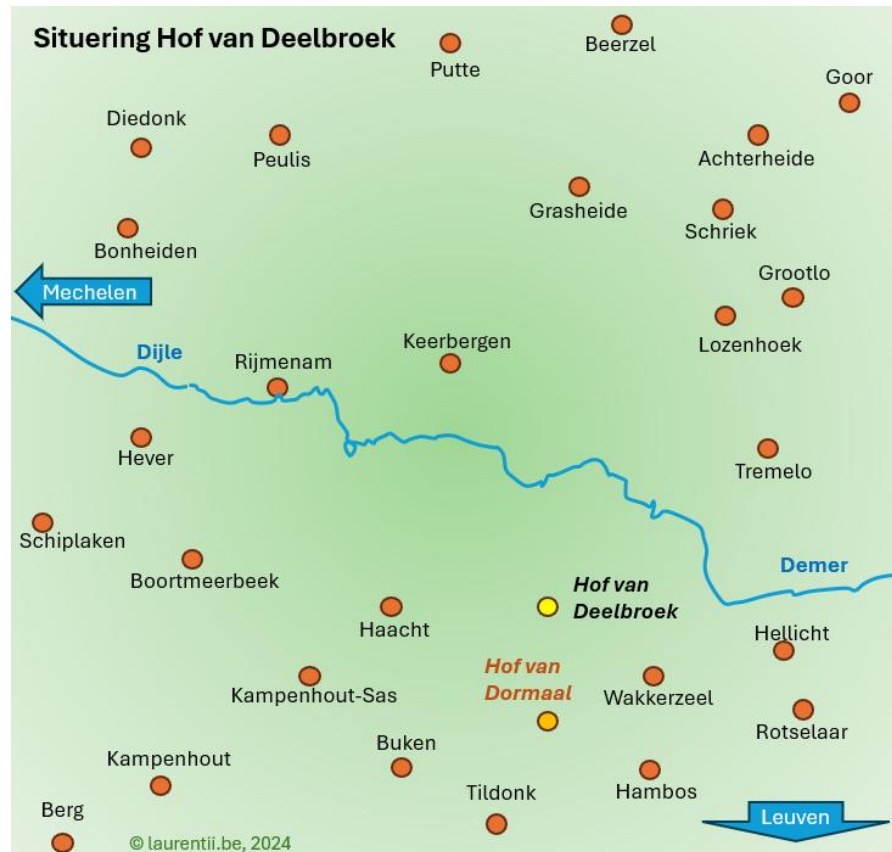 Situering Hof van Deelbroek
Beerzel
Putte
Goor
Diedonk
Peulis
Achterheide
Grasheide
Schriek
Bonheiden
Grootlo
Mechelen
Lozenhoek
Keerbergen
Dijle
Rijmenam
Hever
Tremelo
Schiplaken
Boortmeerbeek
Demer
Hof van
Deelbroek
Haacht
Hellicht
Hof van
Dormaal
Kampenhout-Sas
Wakkerzeel
Rotselaar
Buken
Kampenhout
Tildonk
Hambos
Berg
Leuven
© laurentii.be, 2024